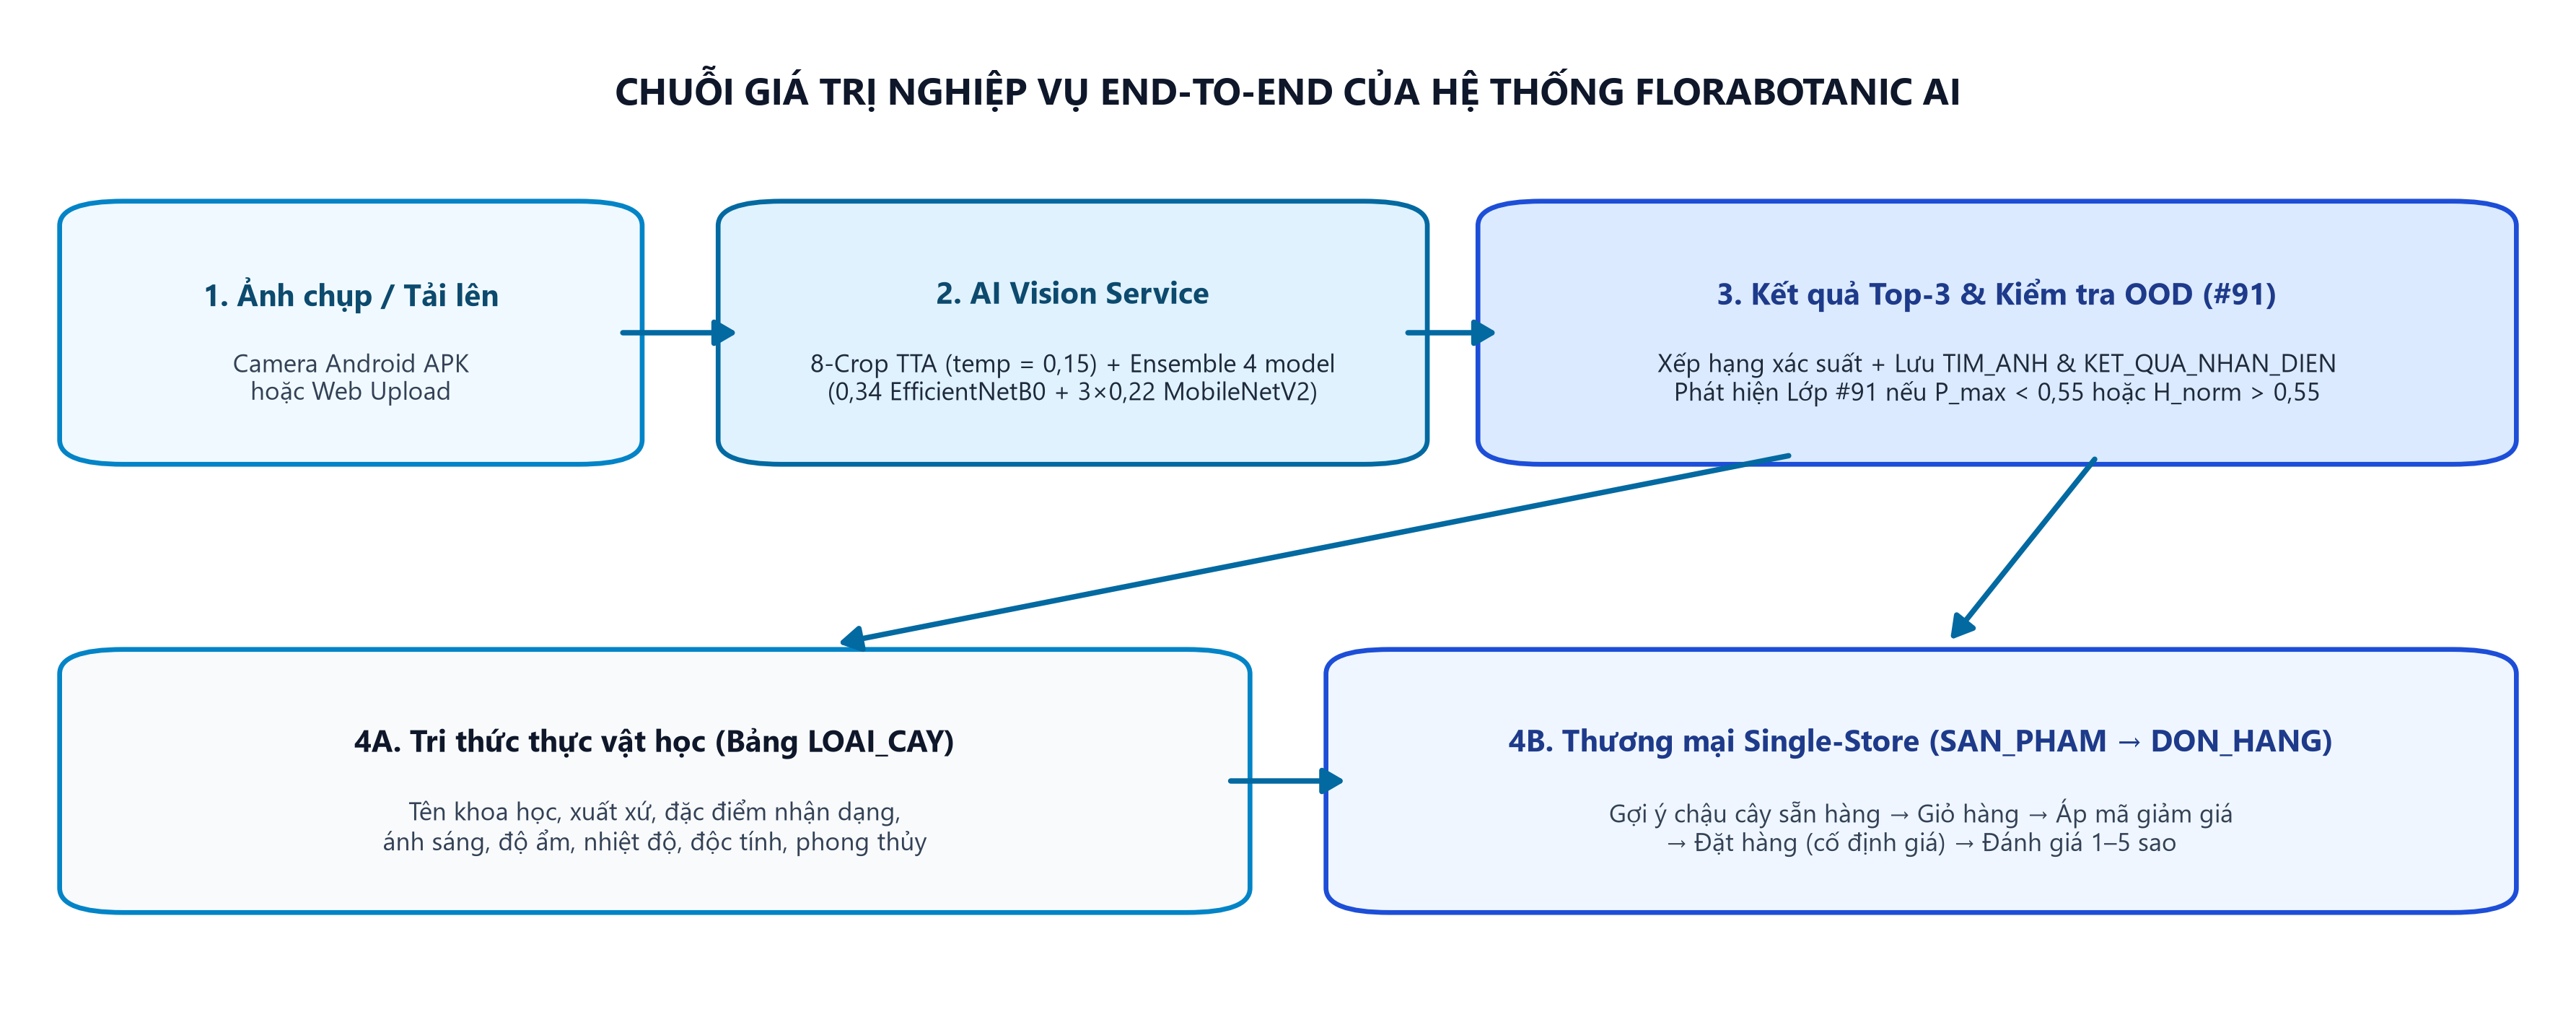 CHUỖI GIÁ TRỊ NGHIỆP VỤ END-TO-END CỦA HỆ THỐNG FLORABOTANIC AI
1. Ảnh chụp / Tải lên
Camera Android APK
hoặc Web Upload
2. AI Vision Service
8-Crop TTA (temp = 0,15) + Ensemble 4 model
(0,34 EfficientNetB0 + 3×0,22 MobileNetV2)
3. Kết quả Top-3 & Kiểm tra OOD (#91)
Xếp hạng xác suất + Lưu TIM_ANH & KET_QUA_NHAN_DIEN
Phát hiện Lớp #91 nếu P_max < 0,55 hoặc H_norm > 0,55
4A. Tri thức thực vật học (Bảng LOAI_CAY)
Tên khoa học, xuất xứ, đặc điểm nhận dạng,
ánh sáng, độ ẩm, nhiệt độ, độc tính, phong thủy
4B. Thương mại Single-Store (SAN_PHAM → DON_HANG)
Gợi ý chậu cây sẵn hàng → Giỏ hàng → Áp mã giảm giá
→ Đặt hàng (cố định giá) → Đánh giá 1–5 sao